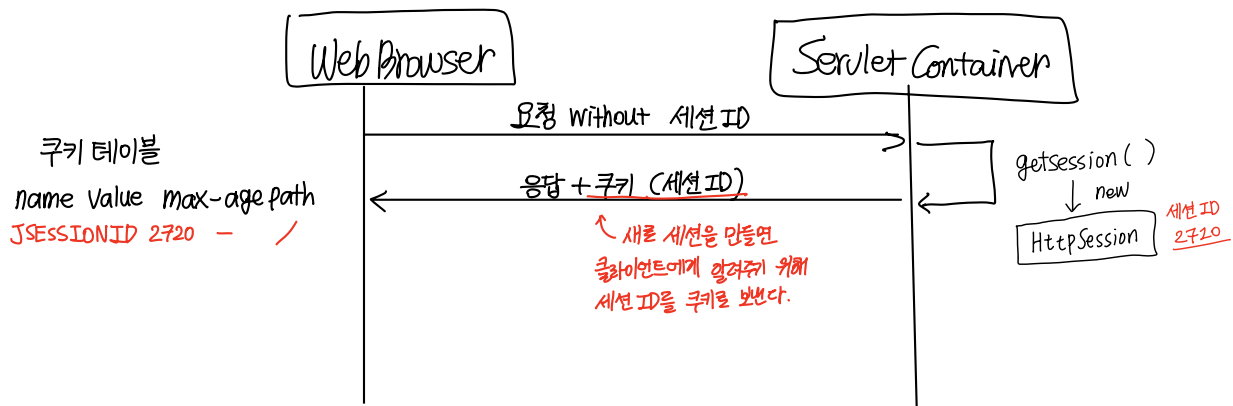 Web Browser
Servlet Container
요청 without 세션 ID
쿠키 테이블
name value max-age path
JSESSIONID 2720 - /
응답 + 쿠키 (세션ID)
새로 세션을 만들면
클라이언트에게 알려주기 위해
세션 ID를 쿠키로 보낸다.
getsession( )
new
HttpSession
세션 ID
2720